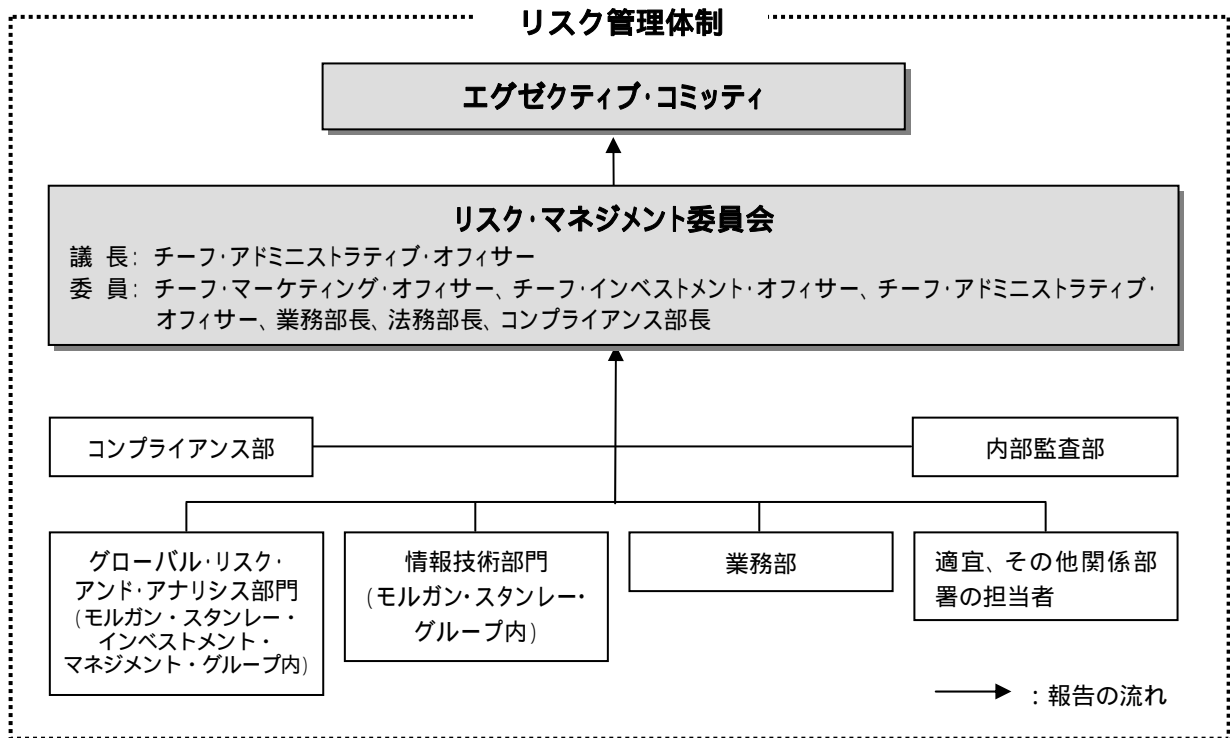 リスク管理体制
エグゼクティブ・コミッティ
リスク・マネジメント委員会
議 長: チーフ・アドミニストラティブ・オフィサー
委 員: チーフ・マーケティング・オフィサー、チーフ・インベストメント・オフィサー、チーフ・アドミニストラティブ・
オフィサー、業務部長、法務部長、コンプライアンス部長
コンプライアンス部
内部監査部
グローバル・リスク・
アンド・アナリシス部門
(モルガン・スタンレー・
インベストメント・
マネジメント・グループ内)
情報技術部門
(モルガン・スタンレー・
グループ内)
業務部
適宜、その他関係部
署の担当者
:報告の流れ